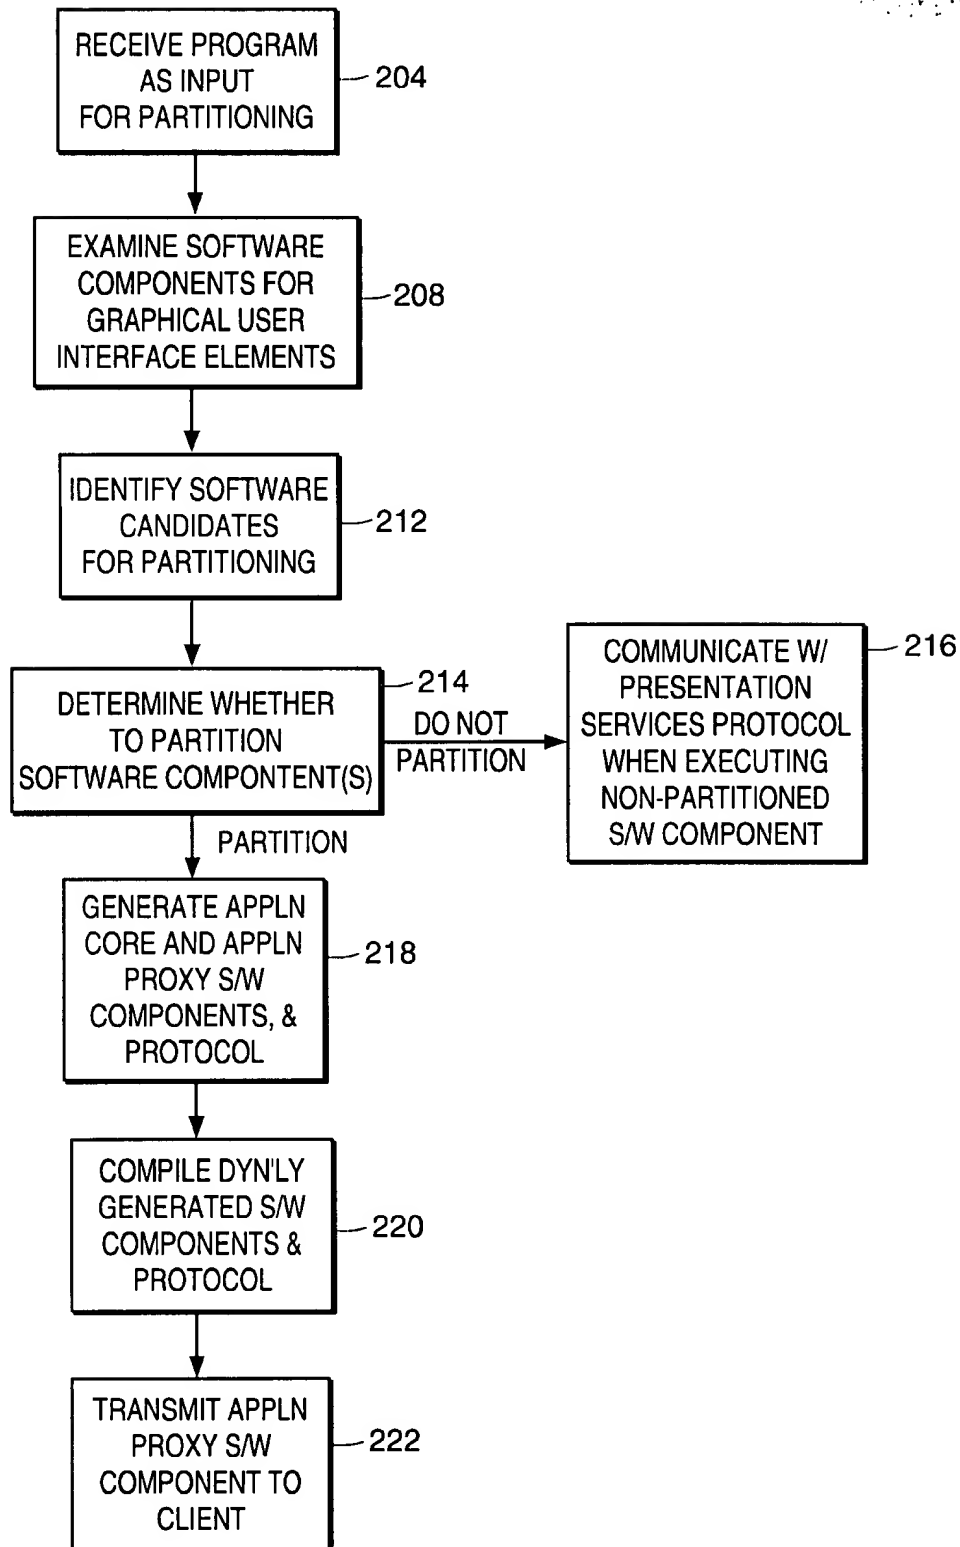 RECEIVE PROGRAM
AS INPUT
FOR PARTITIONING
204
EXAMINE SOFTWARE
COMPONENTS FOR
GRAPHICAL USER
INTERFACE ELEMENTS
208
IDENTIFY SOFTWARE
CANDIDATES
FOR PARTITIONING
212
DETERMINE WHETHER
TO PARTITION
SOFTWARE COMPONTENT(S)
214
DO NOT
PARTITION
COMMUNICATE W/
PRESENTATION
SERVICES PROTOCOL
WHEN EXECUTING
NON-PARTITIONED
S/W COMPONENT
216
PARTITION
GENERATE APPLN
CORE AND APPLN
PROXY S/W
COMPONENTS, &
PROTOCOL
218
COMPILE DYN'LY
GENERATED S/W
COMPONENTS &
PROTOCOL
220
TRANSMIT APPLN
PROXY S/W
COMPONENT TO
CLIENT
222